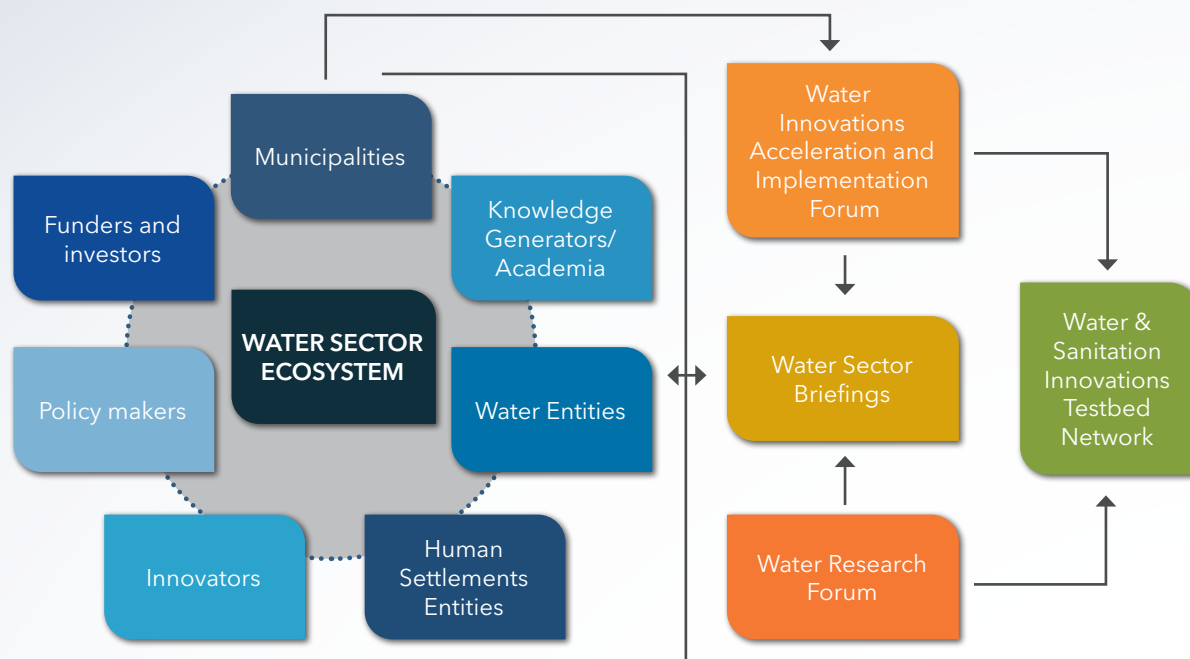 Municipalities
Funders and
investors
Knowledge
Generators/
Academia
WATER SECTOR
ECOSYSTEM
Policy makers
Water Entities
Innovators
Human
Settlements
Entities
Water
Innovations
Acceleration and
Implementation
Forum
Water Sector
Briefings
Water Research
Forum
Water &
Sanitation
Innovations
Testbed
Network